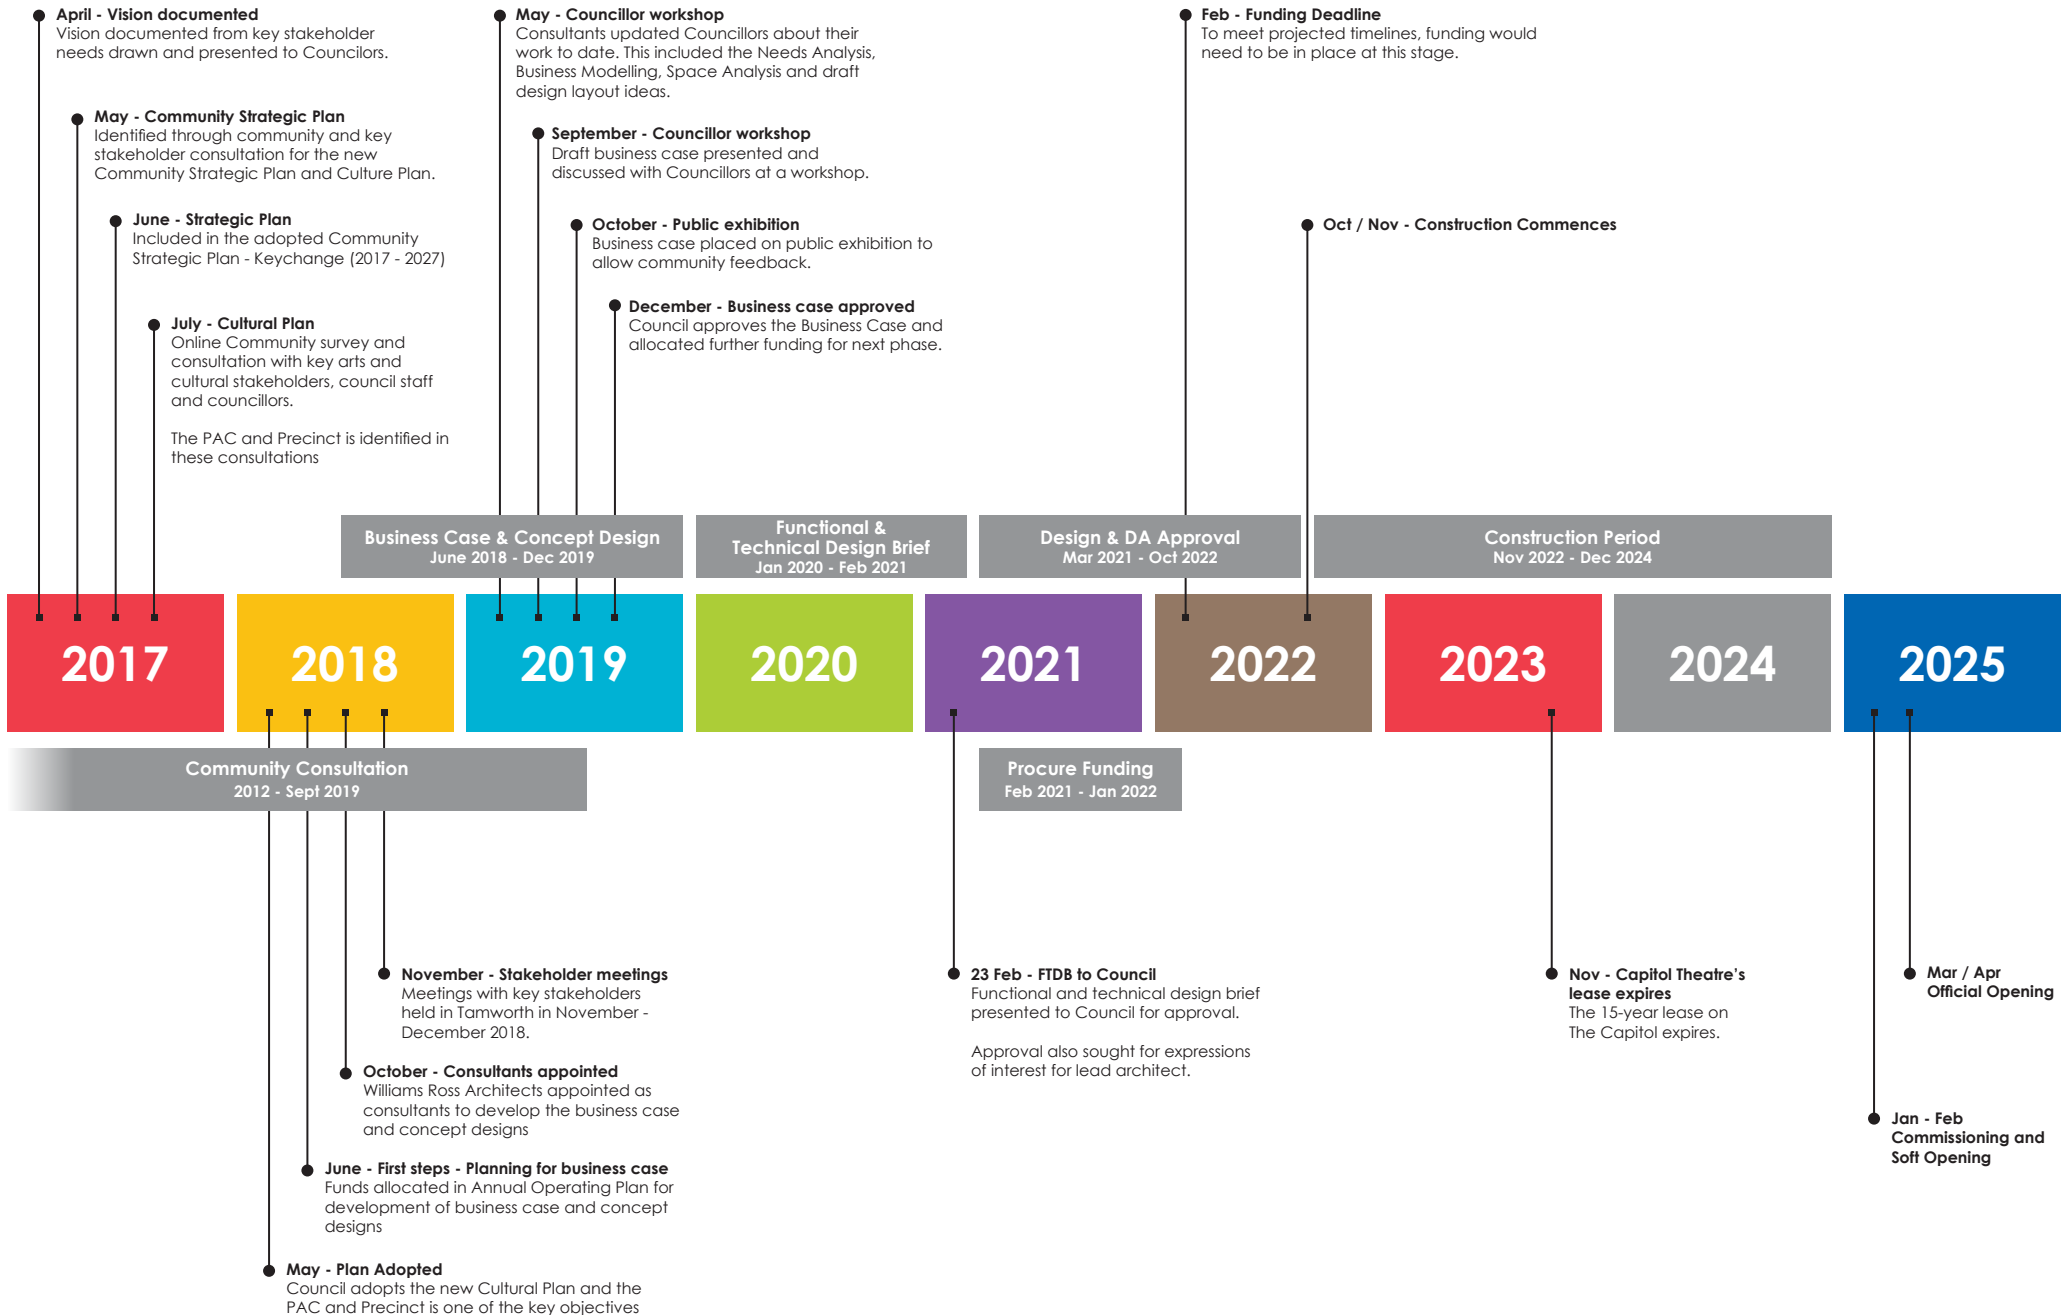 April - Vision documented
Vision documented from key stakeholder
needs drawn and presented to Councilors.
May - Community Strategic Plan
Identified through community and key
stakeholder consultation for the new
Community Strategic Plan and Culture Plan.
June - Strategic Plan
Included in the adopted Community
Strategic Plan - Keychange (2017 - 2027)
July - Cultural Plan
Online Community survey and
consultation with key arts and
cultural stakeholders, council staff
and councillors.
The PAC and Precinct is identified in
these consultations
May - Councillor workshop
Consultants updated Councillors about their
work to date. This included the Needs Analysis,
Business Modelling, Space Analysis and draft
design layout ideas.
September - Councillor workshop
Draft business case presented and
discussed with Councillors at a workshop.
October - Public exhibition
Business case placed on public exhibition to
allow community feedback.
December - Business case approved
Council approves the Business Case and
allocated further funding for next phase.
Feb - Funding Deadline
To meet projected timelines, funding would
need to be in place at this stage.
Oct / Nov - Construction Commences
Business Case & Concept Design
June 2018 - Dec 2019
Functional &
Technical Design Brief
Jan 2020 - Feb 2021
Design & DA Approval
Mar 2021 - Oct 2022
Construction Period
Nov 2022 - Dec 2024
2017
2018
2019
2020
2021
2022
2023
2024
2025
Community Consultation
2012 - Sept 2019
Procure Funding
Feb 2021 - Jan 2022
November - Stakeholder meetings
Meetings with key stakeholders
held in Tamworth in November -
December 2018.
October - Consultants appointed
Williams Ross Architects appointed as
consultants to develop the business case
and concept designs
June - First steps - Planning for business case
Funds allocated in Annual Operating Plan for
development of business case and concept
designs
May - Plan Adopted
Council adopts the new Cultural Plan and the
PAC and Precinct is one of the key objectives
23 Feb - FTDB to Council
Functional and technical design brief
presented to Council for approval.
Approval also sought for expressions
of interest for lead architect.
Nov - Capitol Theatre's
lease expires
The 15-year lease on
The Capitol expires.
Mar / Apr
Official Opening
Jan - Feb
Commissioning and
Soft Opening